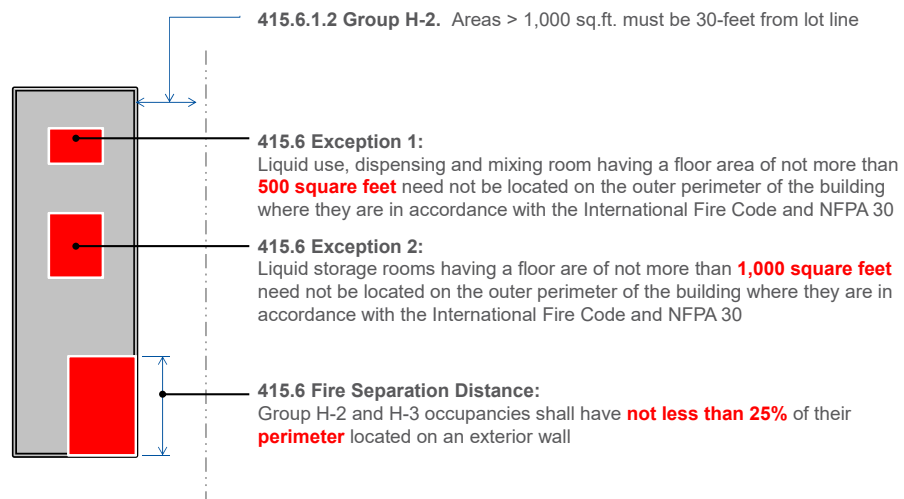 415.6.1.2 Group H-2. Areas > 1,000 sq.ft. must be 30-feet from lot line
415.6 Exception 1:
Liquid use, dispensing and mixing room having a floor area of not more than
500 square feet need not be located on the outer perimeter of the building
where they are in accordance with the International Fire Code and NFPA 30
415.6 Exception 2:
Liquid storage rooms having a floor are of not more than 1,000 square feet
need not be located on the outer perimeter of the building where they are in
accordance with the International Fire Code and NFPA 30
415.6 Fire Separation Distance:
Group H-2 and H-3 occupancies shall have not less than 25% of their
perimeter located on an exterior wall